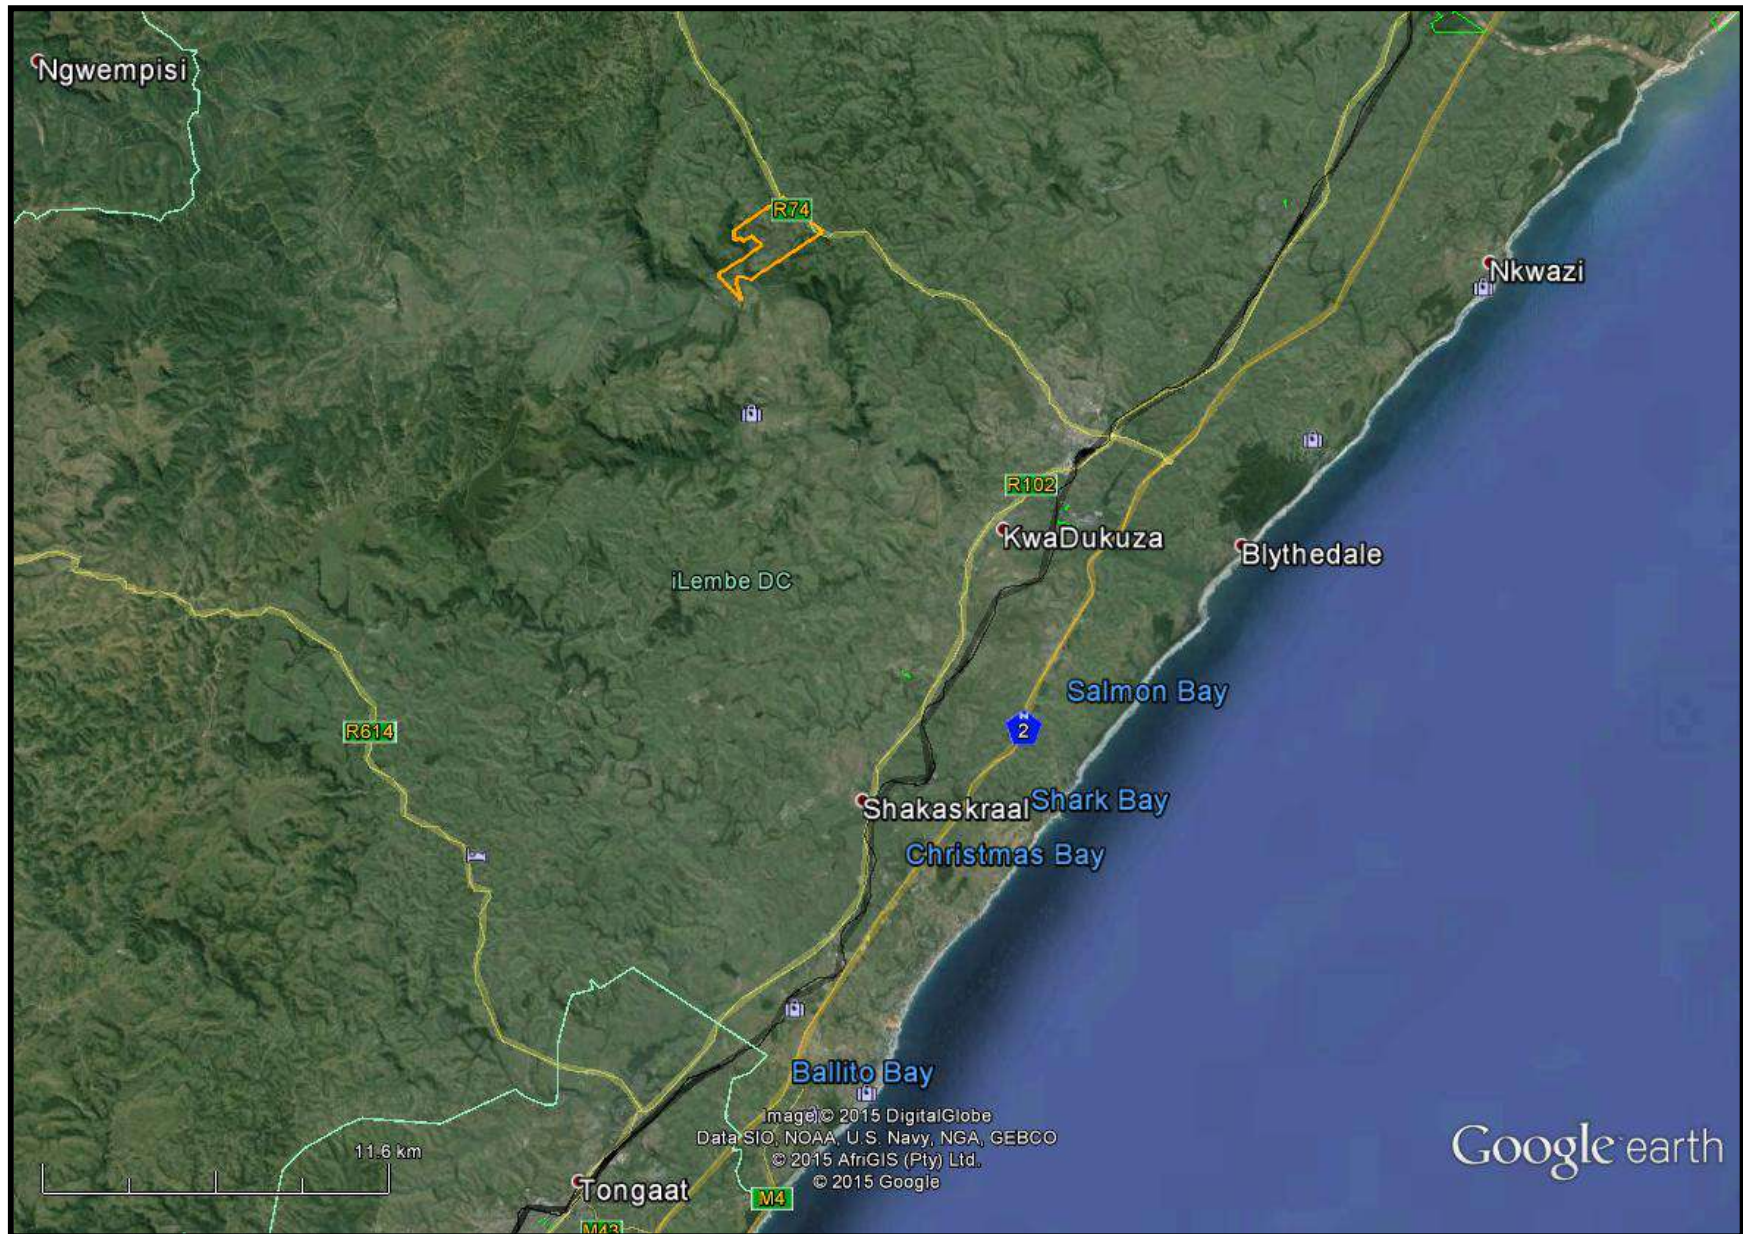 Ngwempisi
R74
Nkwazi
R102
KwaDukuza
Blythedale
iLembe DC
Salmon Bay
R614
N
2
Shakaskraal
Shark Bay
Christmas Bay
Ballito Bay
Image © 2015 DigitalGlobe
Data SIO, NOAA, U.S. Navy, NGA, GEBCO
© 2015 AfriGIS (Pty) Ltd.
© 2015 Google
Google earth
11.6 km
Tongaat
M4
M43